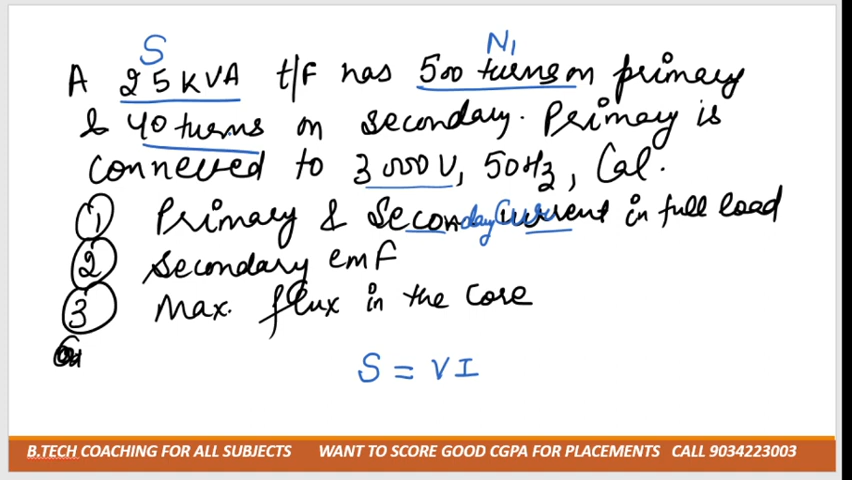 S N1
A 25 KVA t/F has 500 turns on primary
& 40 turns on secondary. Primary is
connected to 3000 V, 50Hz, Cal.
1 Primary & Secondary Current in full load
2 Secondary emf
3 Max. flux in the core
S = VI
B.TECH COACHING FOR ALL SUBJECTS WANT TO SCORE GOOD CGPA FOR PLACEMENTS CALL 9034223003